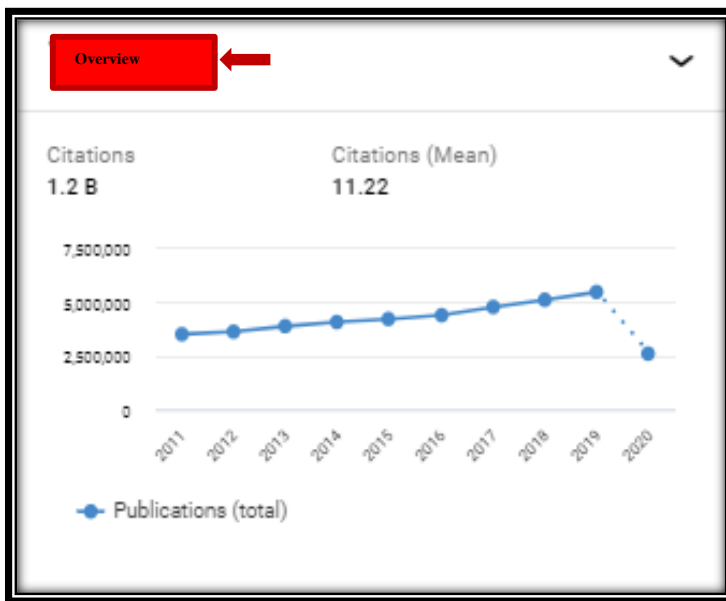 Overview
Citations Citations (Mean)
1.2 B 11.22
7,500,000
5,000,000
2,500,000
0
2011 2012 2013 2014 2015 2016 2017 2018 2019 2020
Publications (total)